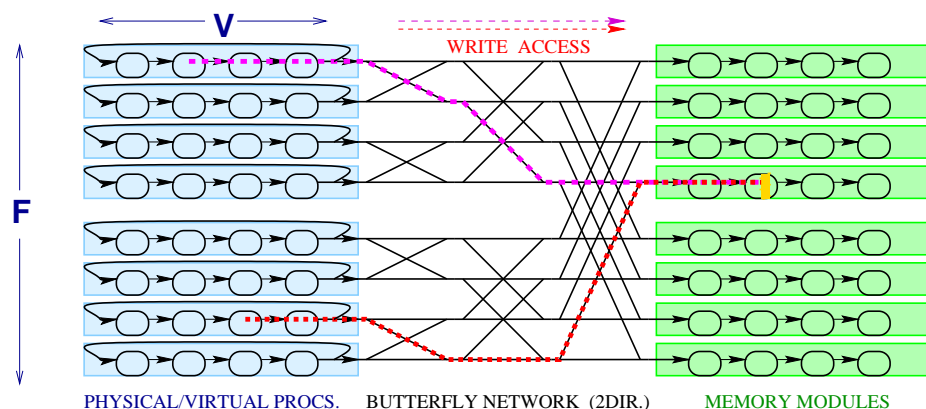 V
WRITE ACCESS
F
PHYSICAL/VIRTUAL PROCS. BUTTERFLY NETWORK (2DIR.) MEMORY MODULES